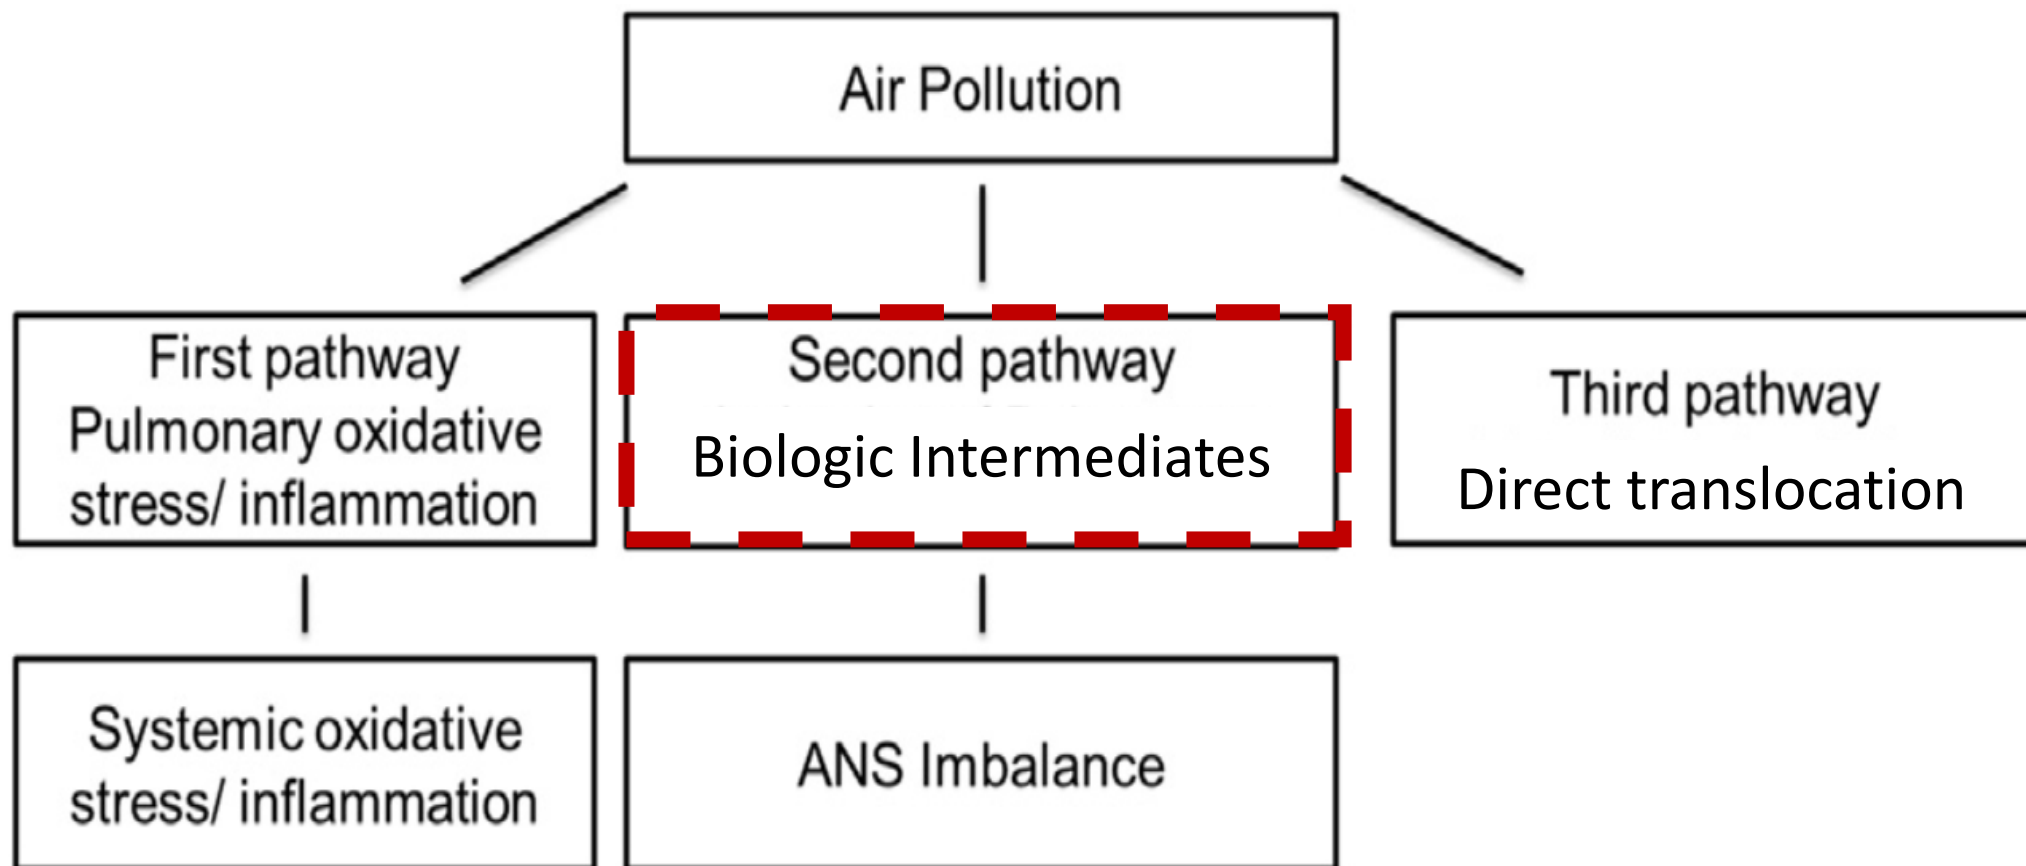 Air Pollution
First pathway
Pulmonary oxidative
stress/ inflammation
Second pathway
Biologic Intermediates
Third pathway
Direct translocation
Systemic oxidative
stress/ inflammation
ANS Imbalance